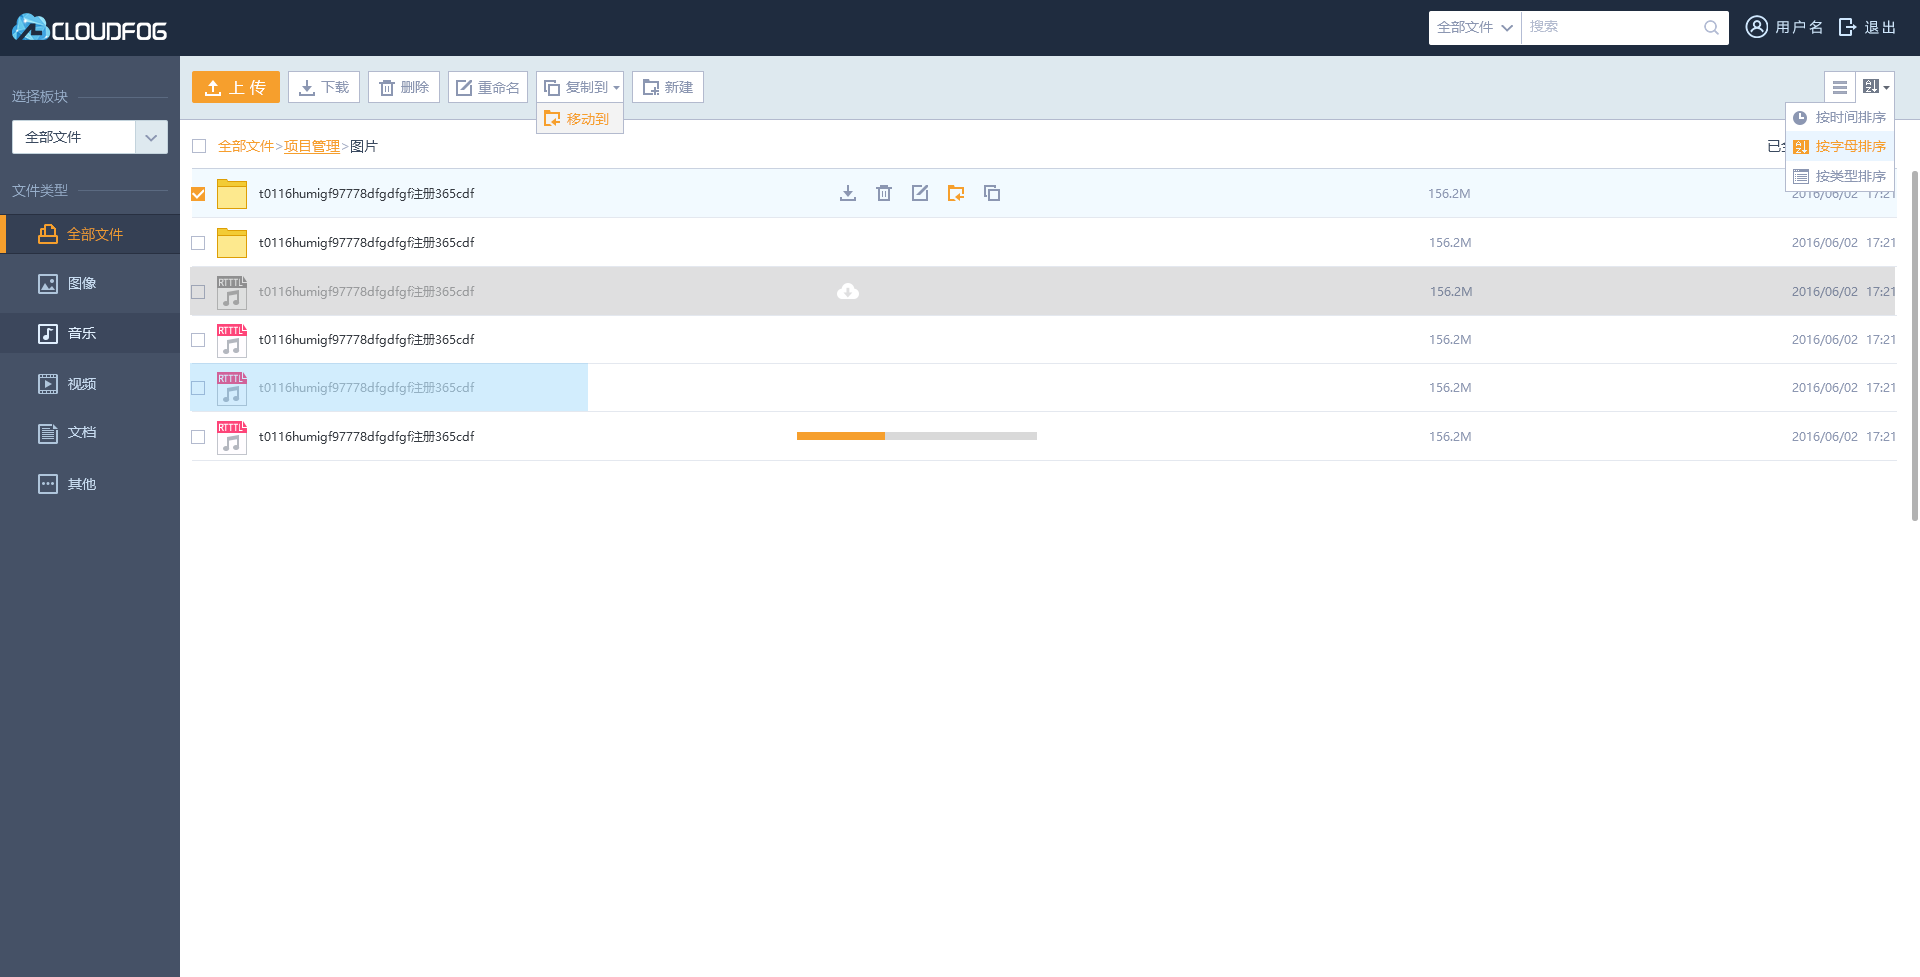 CLOUDFOG
全部文件
搜索
用户名
退出
选择板块
全部文件
文件类型
全部文件
图像
音乐
视频
文档
其他
上传
下载
删除
重命名
复制到
新建
移动到
按时间排序
按字母排序
按类型排序
全部文件>项目管理>图片
已
t0116humigf97778dfgdfgf注册365cdf 156.2M 2016/06/02 17:21
t0116humigf97778dfgdfgf注册365cdf 156.2M 2016/06/02 17:21
RTTTL t0116humigf97778dfgdfgf注册365cdf 156.2M 2016/06/02 17:21
RTTTL t0116humigf97778dfgdfgf注册365cdf 156.2M 2016/06/02 17:21
RTTTL t0116humigf97778dfgdfgf注册365cdf 156.2M 2016/06/02 17:21
RTTTL t0116humigf97778dfgdfgf注册365cdf 156.2M 2016/06/02 17:21